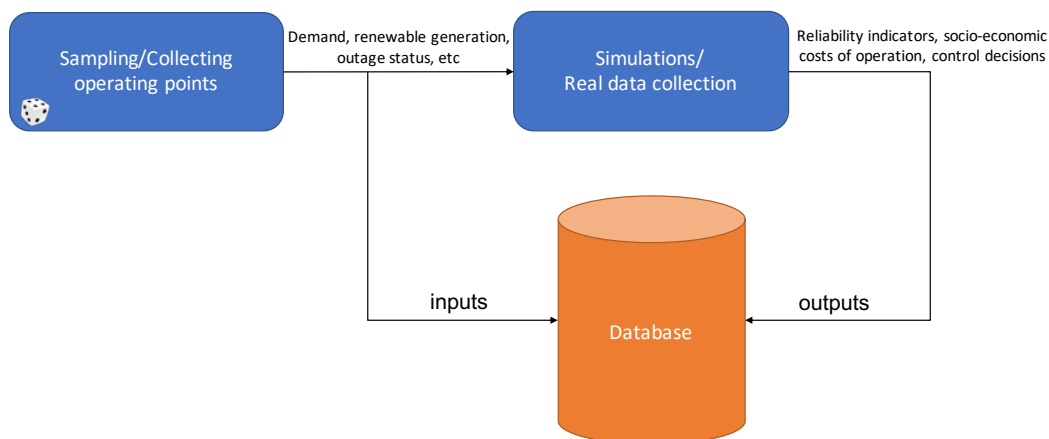 Sampling/Collecting
operating points
Demand, renewable generation,
outage status, etc
Simulations/
Real data collection
Reliability indicators, socio-economic
costs of operation, control decisions
inputs
outputs
Database